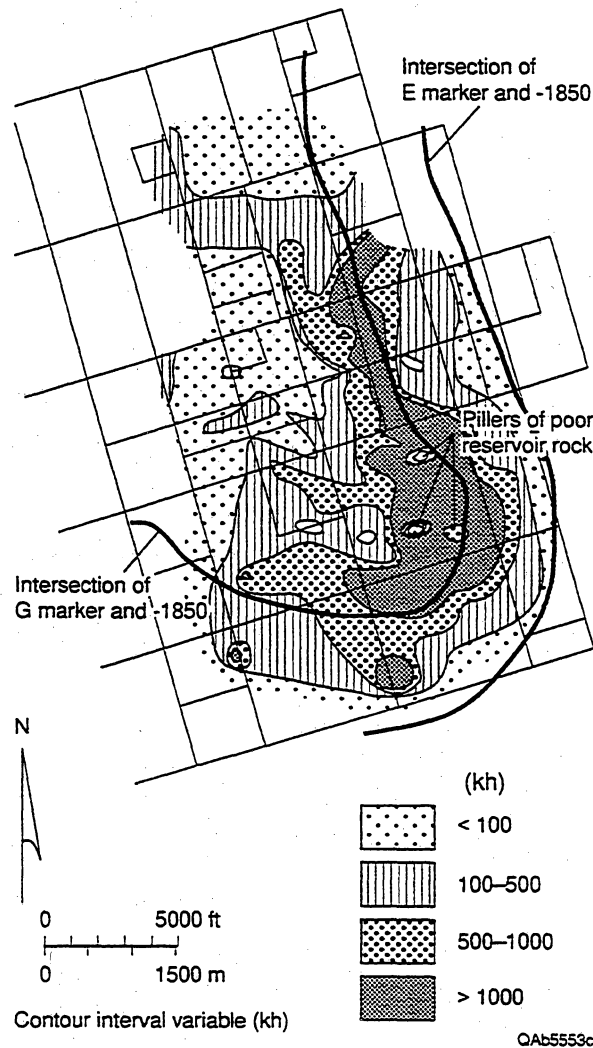 Intersection of
E marker and -1850
Pillers of poor
reservoir rock
Intersection of
G marker and -1850
N
0 5000 ft
0 1500 m
Contour interval variable (kh)
(kh)
< 100
100–500
500–1000
> 1000
QAb5553c